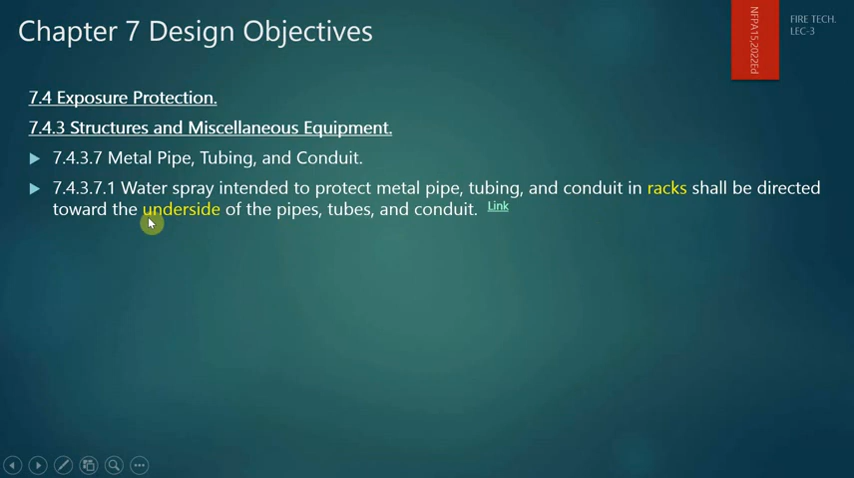 Chapter 7 Design Objectives
NFPA15,2022Ed
FIRE TECH.
LEC-3
7.4 Exposure Protection.
7.4.3 Structures and Miscellaneous Equipment.
7.4.3.7 Metal Pipe, Tubing, and Conduit.
7.4.3.7.1 Water spray intended to protect metal pipe, tubing, and conduit in racks shall be directed
toward the underside of the pipes, tubes, and conduit. Link